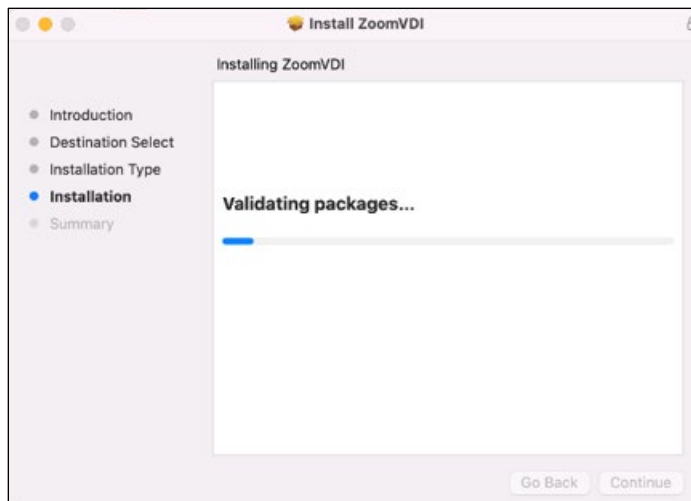 Install ZoomVDI
Installing ZoomVDI
Introduction
Destination Select
Installation Type
Installation
Summary
Validating packages...
Go Back
Continue